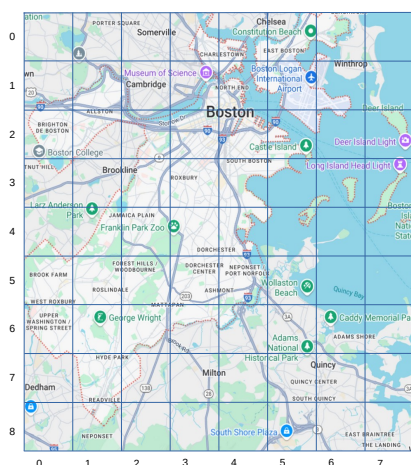 0
1
2
3
4
5
6
7
8
PORTER SQUARE
Somerville
Chelsea
Constitution Beach
CHARLESTOWN
EAST BOSTON
Winthrop
Museum of Science
Cambridge
NORTH END
Boston Logan
International
Airport
20
90
ALLSTON
Boston
Deer Island
BRIGHTON
DE BOSTON
Boston College
Castle Island
Deer Island Light
Brookline
SOUTH BOSTON
Long Island Head Light
ROXBURY
Larz Anderson
Park
JAMAICA PLAIN
Franklin Park Zoo
DORCHESTER
BROOK FARM
FOREST HILLS /
WOODBOURNE
DORCHESTER
CENTER
NEPONSET
PORT NORFOLK
ROSLINDALE
ASHMONT
Wollaston
Beach
Quincy Bay
WEST ROXBURY
203
MATTAPAN
UPPER
WASHINGTON /
SPRING STREET
George Wright
3A
Caddy Memorial Pa
Adams
National
Historical Park
ADAMS SHORE
HYDE PARK
Milton
Quincy
QUINCY CENTER
Dedham
138
28
SOUTH QUINCY
READVILLE
NEPONSET
South Shore Plaza
EAST BRAINTREE
THE LANDING
0
1
2
3
4
5
6
7